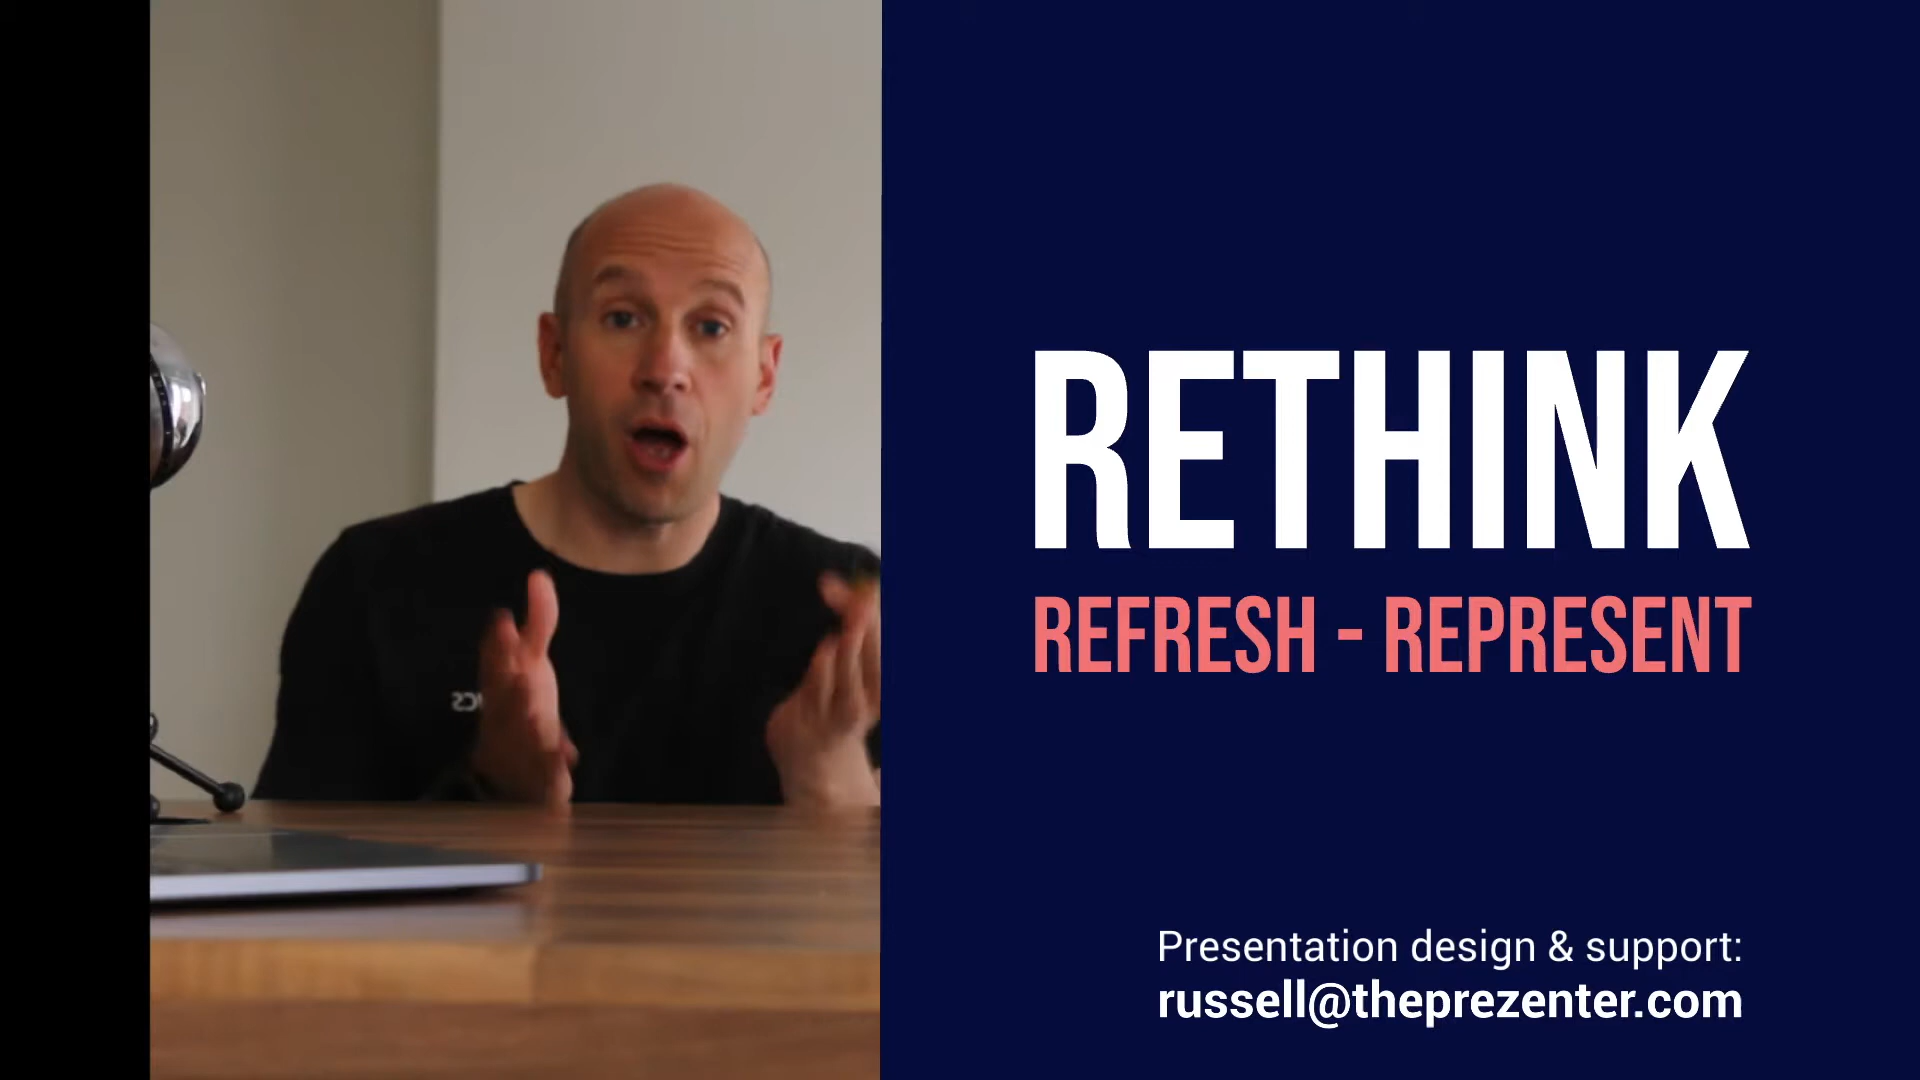 RETHINK
REFRESH - REPRESENT
Presentation design & support:
russell@theprezenter.com